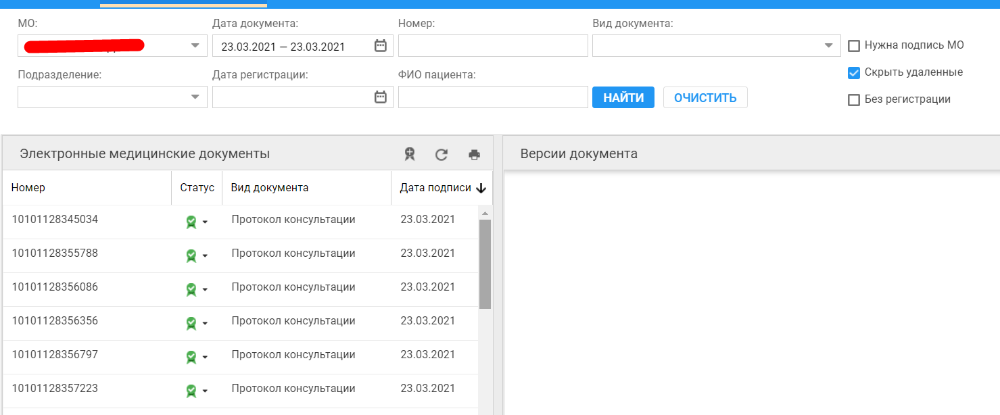 МО:
Дата документа:
Номер:
Вид документа:
23.03.2021 — 23.03.2021
Нужна подпись МО
Скрыть удаленные
Подразделение:
Дата регистрации:
ФИО пациента:
НАЙТИ
ОЧИСТИТЬ
Без регистрации
Электронные медицинские документы
Версии документа
Номер Статус Вид документа Дата подписи
10101128345034 Протокол консультации 23.03.2021
10101128355788 Протокол консультации 23.03.2021
10101128356086 Протокол консультации 23.03.2021
10101128356356 Протокол консультации 23.03.2021
10101128356797 Протокол консультации 23.03.2021
10101128357223 Протокол консультации 23.03.2021